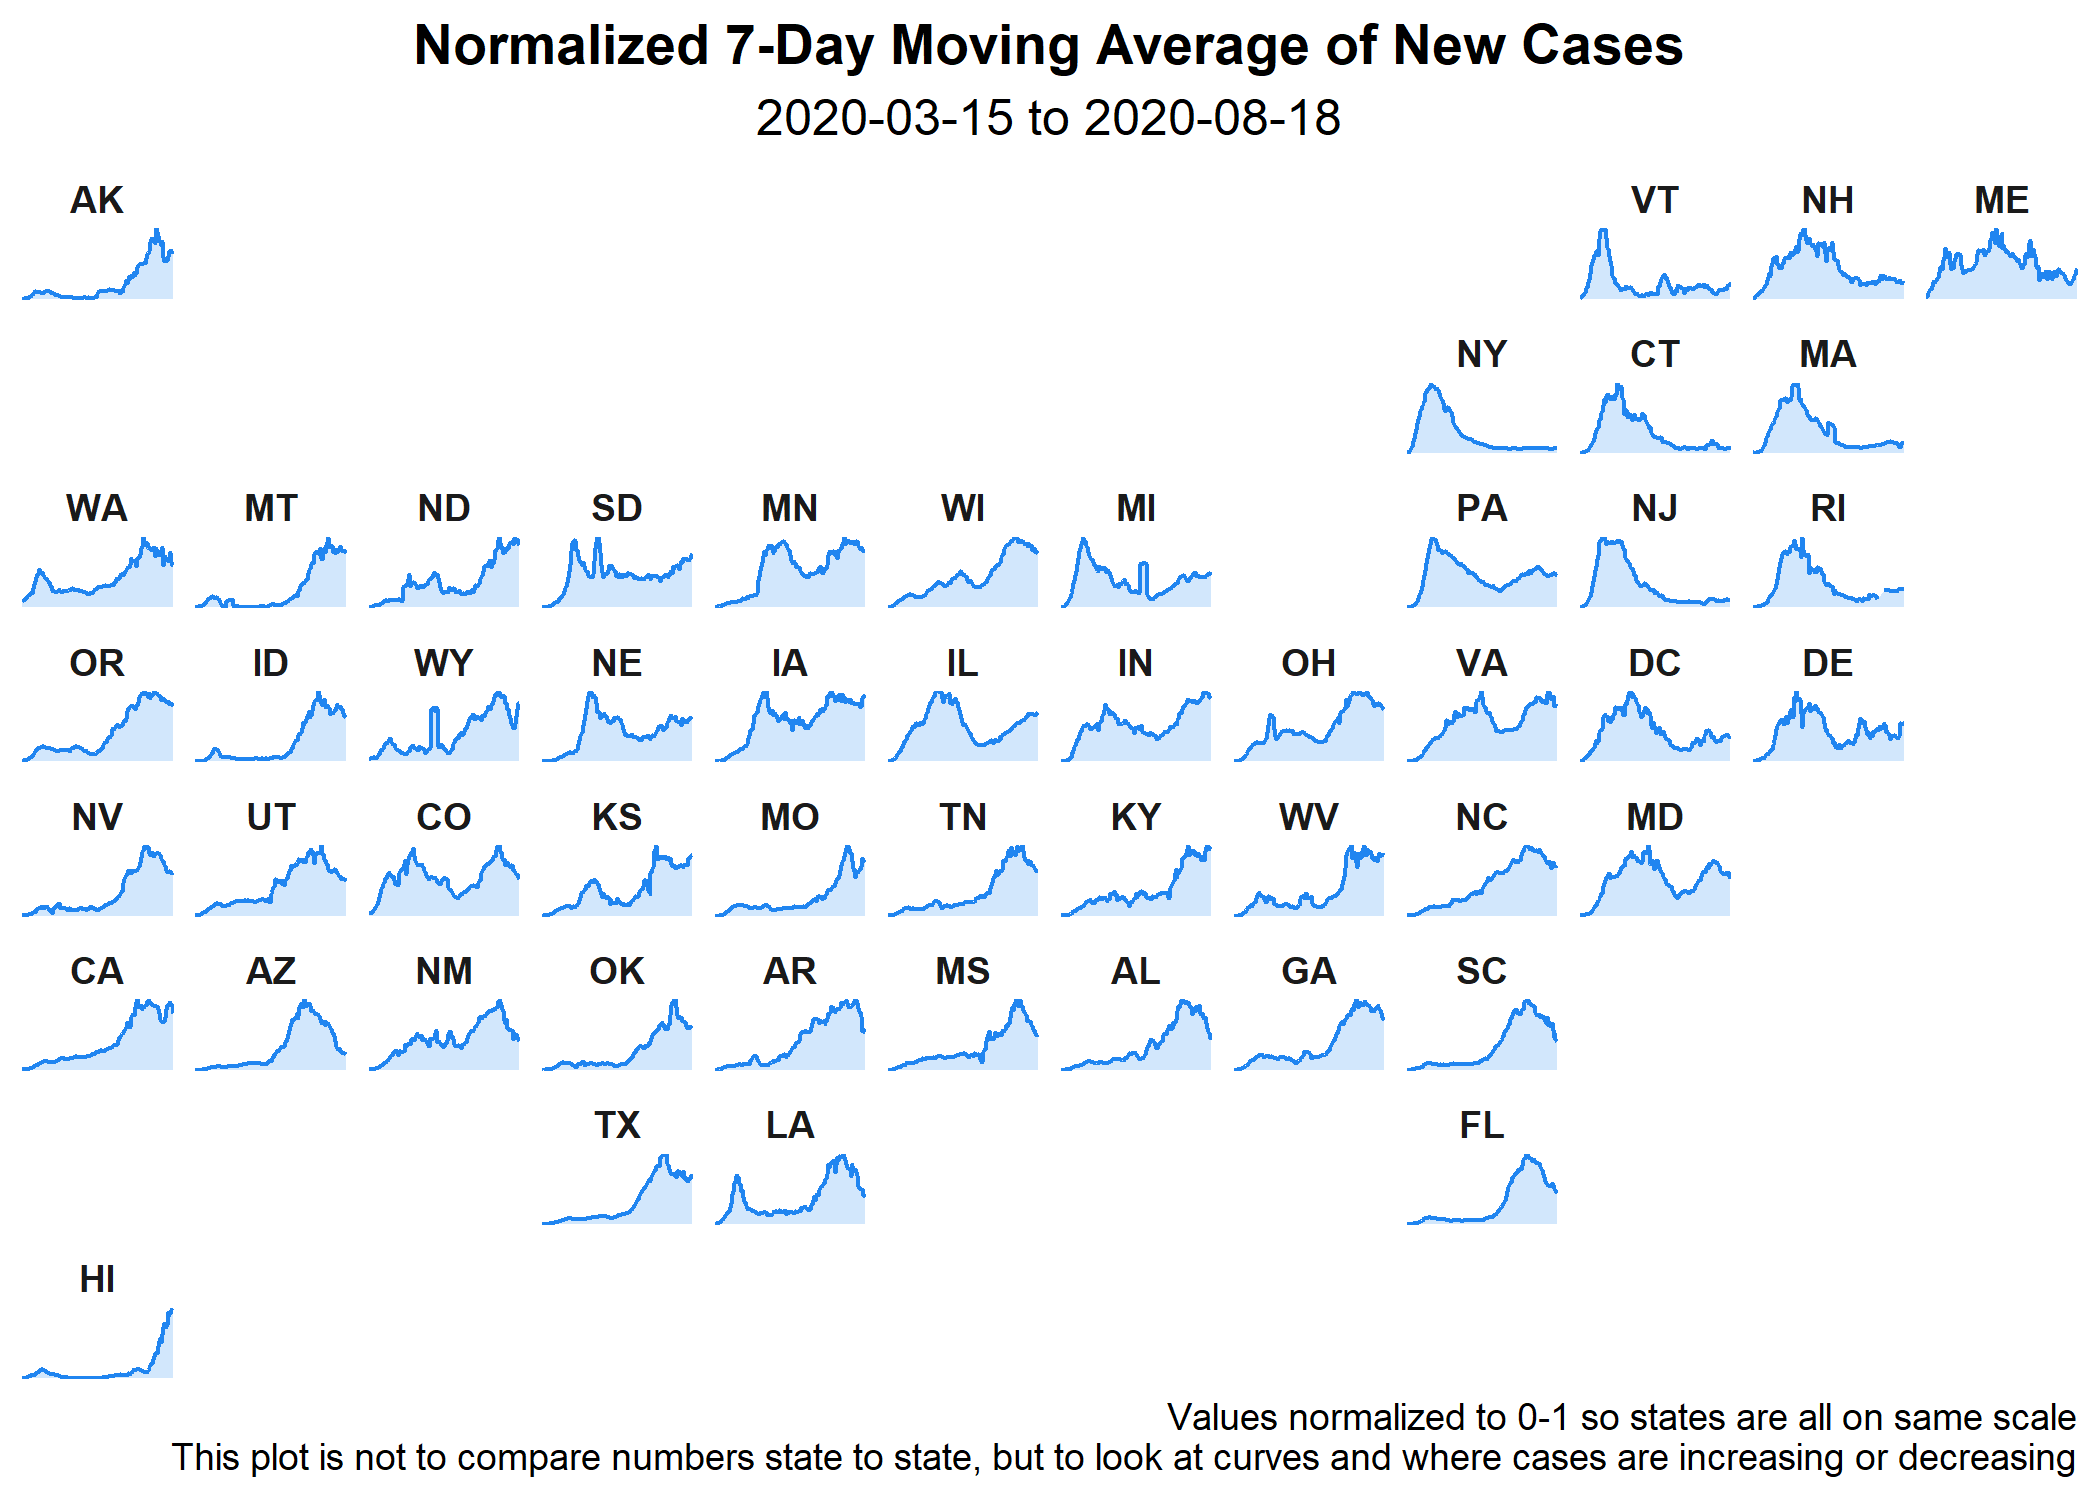 Normalized 7-Day Moving Average of New Cases
2020-03-15 to 2020-08-18
AK VT NH ME
NY CT MA
WA MT ND SD MN WI MI PA NJ RI
OR ID WY NE IA IL IN OH VA DC DE
NV UT CO KS MO TN KY WV NC MD
CA AZ NM OK AR MS AL GA SC
TX LA FL
HI
Values normalized to 0-1 so states are all on same scale
This plot is not to compare numbers state to state, but to look at curves and where cases are increasing or decreasing